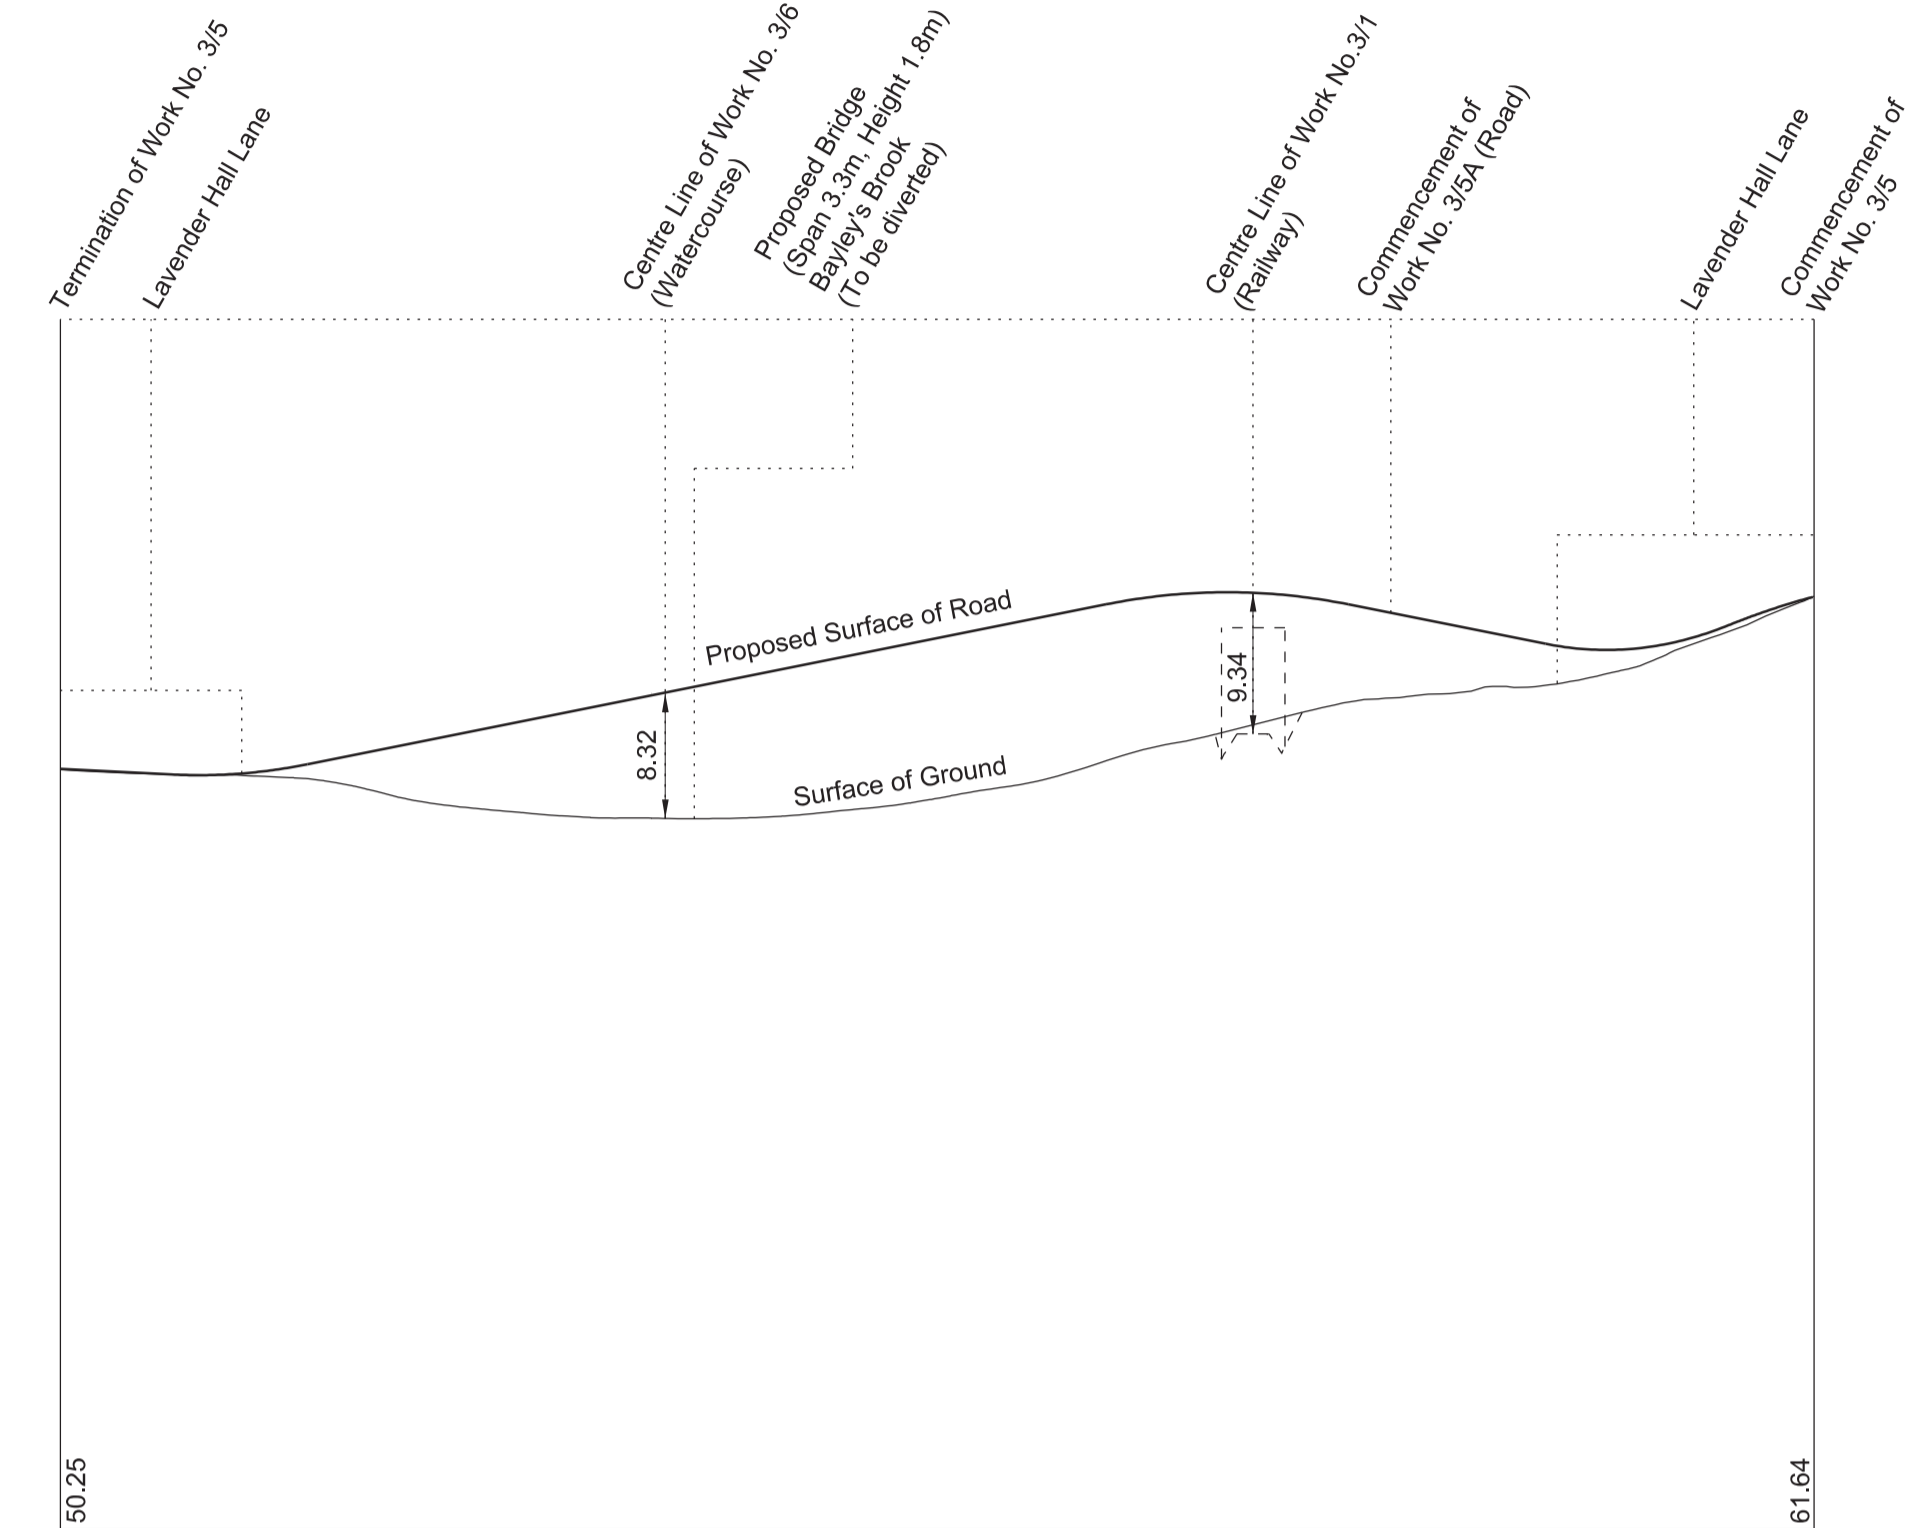 Termination of Work No. 3/5
Lavender Hall Lane
Centre Line of Work No. 3/6
(Watercourse)
Proposed Bridge
(Span 3.3m, Height 1.8m)
Bayley's Brook
(To be diverted)
Centre Line of Work No.3/1
(Railway)
Commencement of
Work No. 3/5A (Road)
Lavender Hall Lane
Commencement of
Work No. 3/5
Proposed Surface of Road
9.34
8.32
Surface of Ground
50.25
61.64